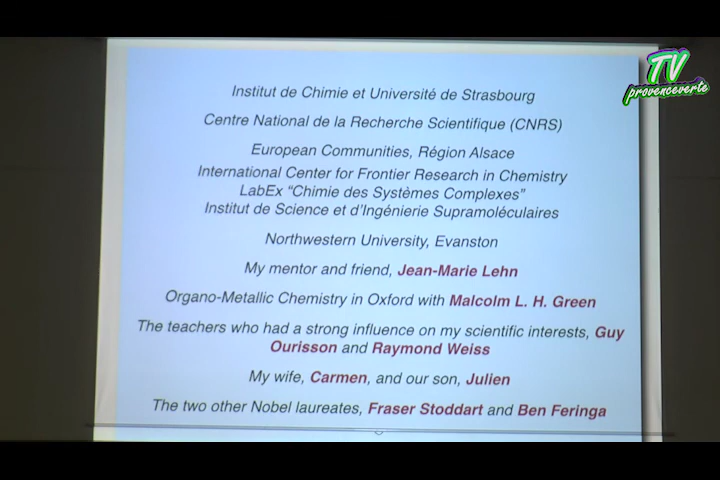 TV
provenceverte
Institut de Chimie et Université de Strasbourg
Centre National de la Recherche Scientifique (CNRS)
European Communities, Région Alsace
International Center for Frontier Research in Chemistry
LabEx “Chimie des Systèmes Complexes”
Institut de Science et d’Ingénierie Supramoléculaires
Northwestern University, Evanston
My mentor and friend, Jean-Marie Lehn
Organo-Metallic Chemistry in Oxford with Malcolm L. H. Green
The teachers who had a strong influence on my scientific interests, Guy
Ourisson and Raymond Weiss
My wife, Carmen, and our son, Julien
The two other Nobel laureates, Fraser Stoddart and Ben Feringa